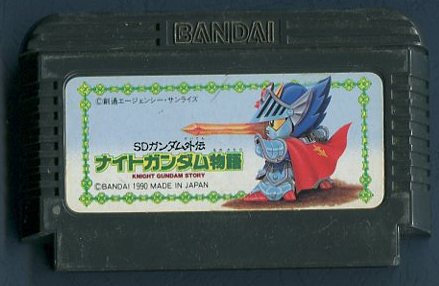 BANDAI
©創通エージェンシー・サンライズ
SDガンダム外伝
ナイトガンダム物語
KNIGHT GUNDAM STORY
©BANDAI 1990 MADE IN JAPAN